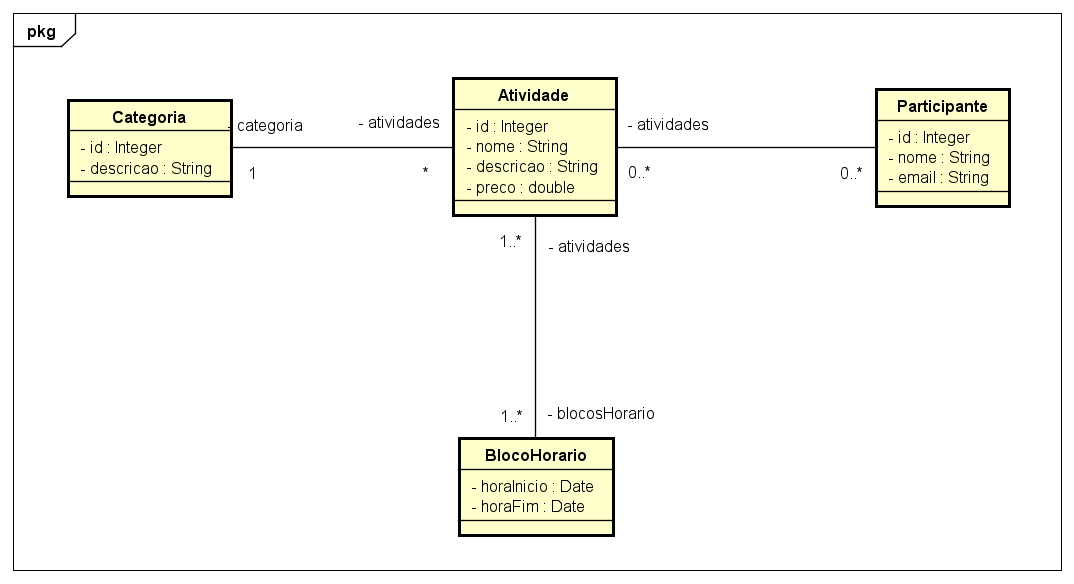 pkg
Categoria
- id : Integer
- descricao : String
- categoria
1
- atividades
*
Atividade
- id : Integer
- nome : String
- descricao : String
- preco : double
- atividades
0..*
0..*
Participante
- id : Integer
- nome : String
- email : String
1..*
- atividades
1..*
- blocosHorario
BlocoHorario
- horaInicio : Date
- horaFim : Date